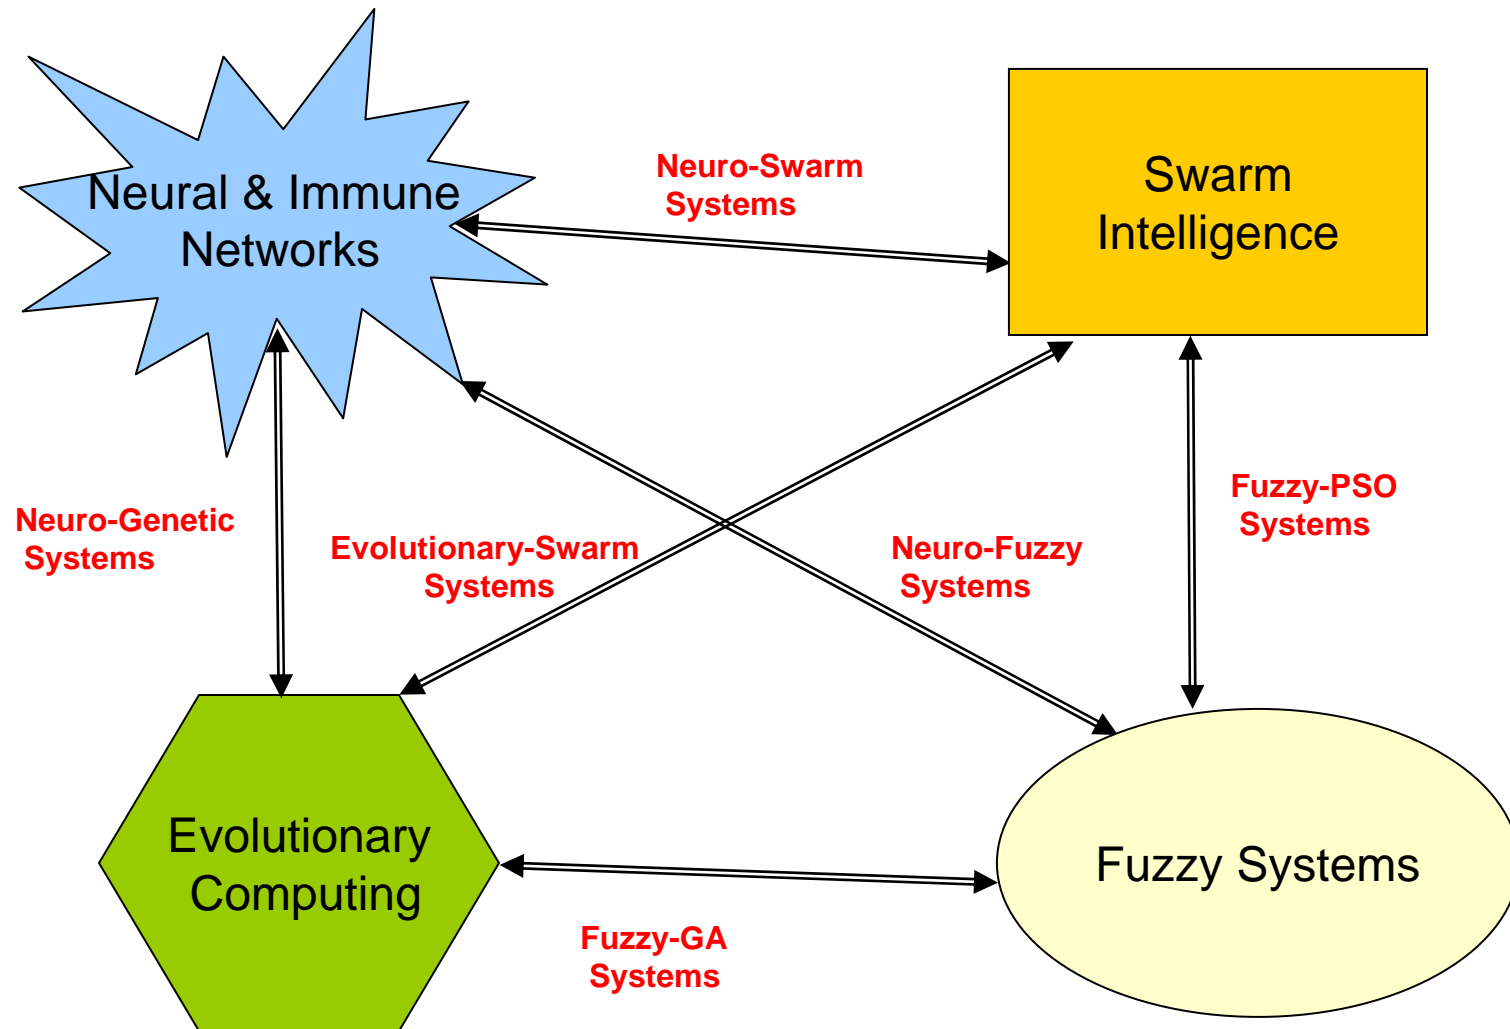 Neural & Immune
Networks
Neuro-Swarm
Systems
Swarm
Intelligence
Neuro-Genetic
Systems
Evolutionary-Swarm
Systems
Neuro-Fuzzy
Systems
Fuzzy-PSO
Systems
Evolutionary
Computing
Fuzzy-GA
Systems
Fuzzy Systems